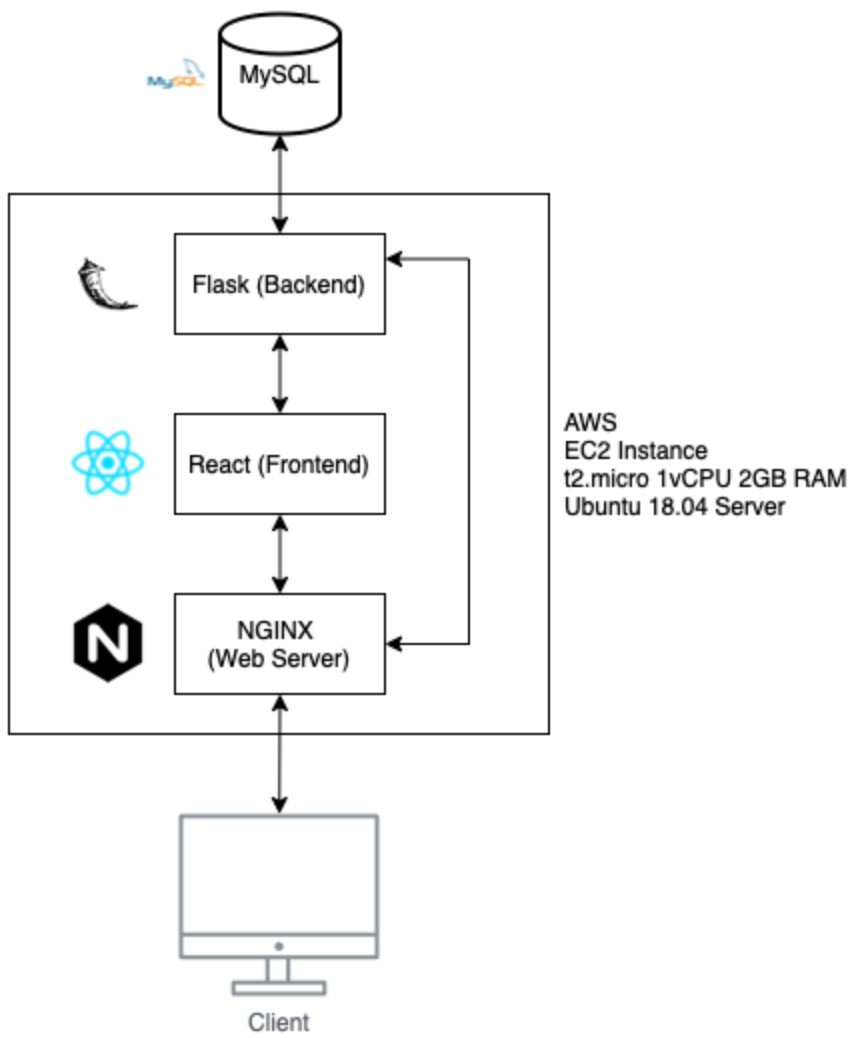 MySQL
MySQL
Flask (Backend)
React (Frontend)
NGINX
(Web Server)
AWS
EC2 Instance
t2.micro 1vCPU 2GB RAM
Ubuntu 18.04 Server
N
Client